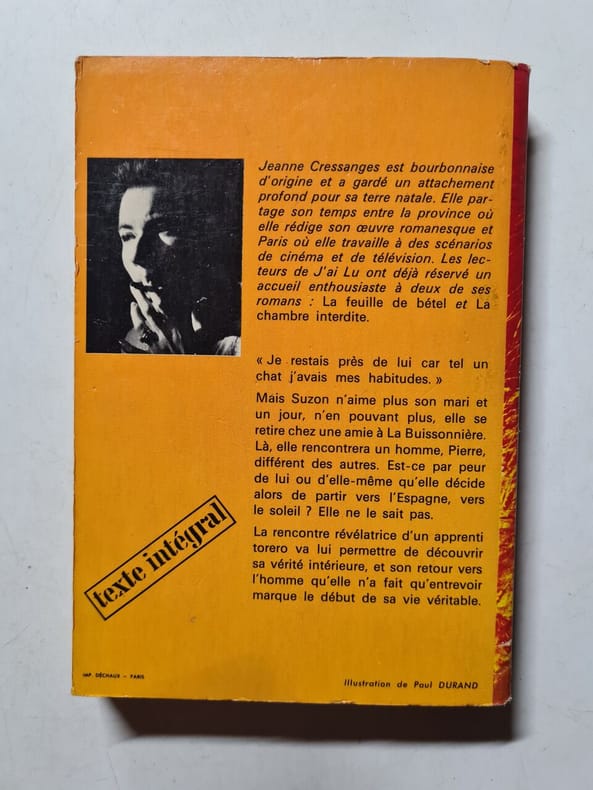 Jeanne Cressanges est bourbonnaise
d'origine et a gardé un attachement
profond pour sa terre natale. Elle par-
tage son temps entre la province où
elle rédige son œuvre romanesque et
Paris où elle travaille à des scénarios
de cinéma et de télévision. Les lec-
teurs de J'ai Lu ont déjà réservé un
accueil enthousiaste à deux de ses
romans : La feuille de bétel et La
chambre interdite.
« Je restais près de lui car tel un
chat j'avais mes habitudes. »
Mais Suzon n'aime plus son mari et
un jour, n'en pouvant plus, elle se
retire chez une amie à La Buissonnière.
Là, elle rencontrera un homme, Pierre,
différent des autres. Est-ce par peur
de lui ou d'elle-même qu'elle décide
alors de partir vers l'Espagne, vers
le soleil ? Elle ne le sait pas.
La rencontre révélatrice d'un apprenti
torero va lui permettre de découvrir
sa vérité intérieure, et son retour vers
l'homme qu'elle n'a fait qu'entrevoir
marque le début de sa vie véritable.
texte intégral
IMP. DÉCHAUX - PARIS
Illustration de Paul DURAND